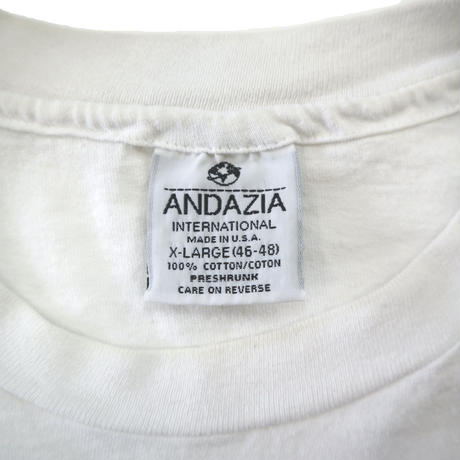 ANDAZIA
INTERNATIONAL
MADE IN U.S.A.
X-LARGE (46-48)
100% COTTON/COTON
PRESHRUNK
CARE ON REVERSE